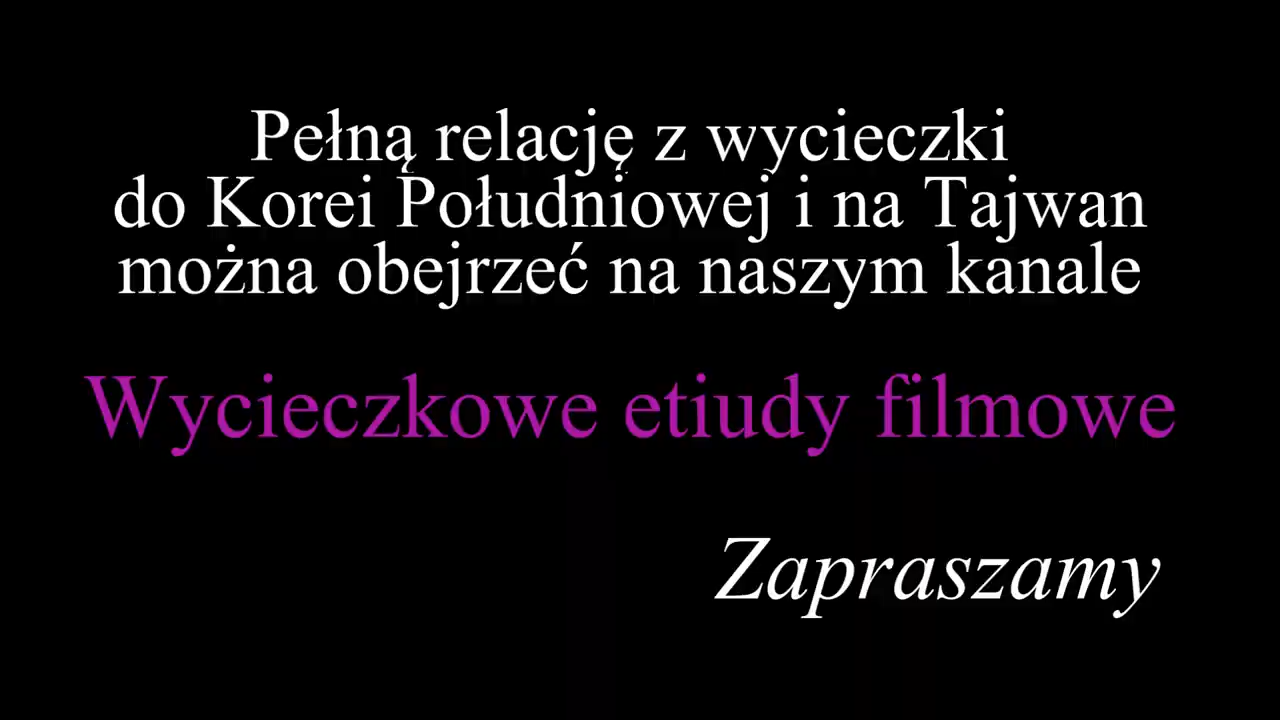 Pełną relację z wycieczki
do Korei Południowej i na Tajwan
można obejrzeć na naszym kanale
Wycieczkowe etiudy filmowe
Zapraszamy